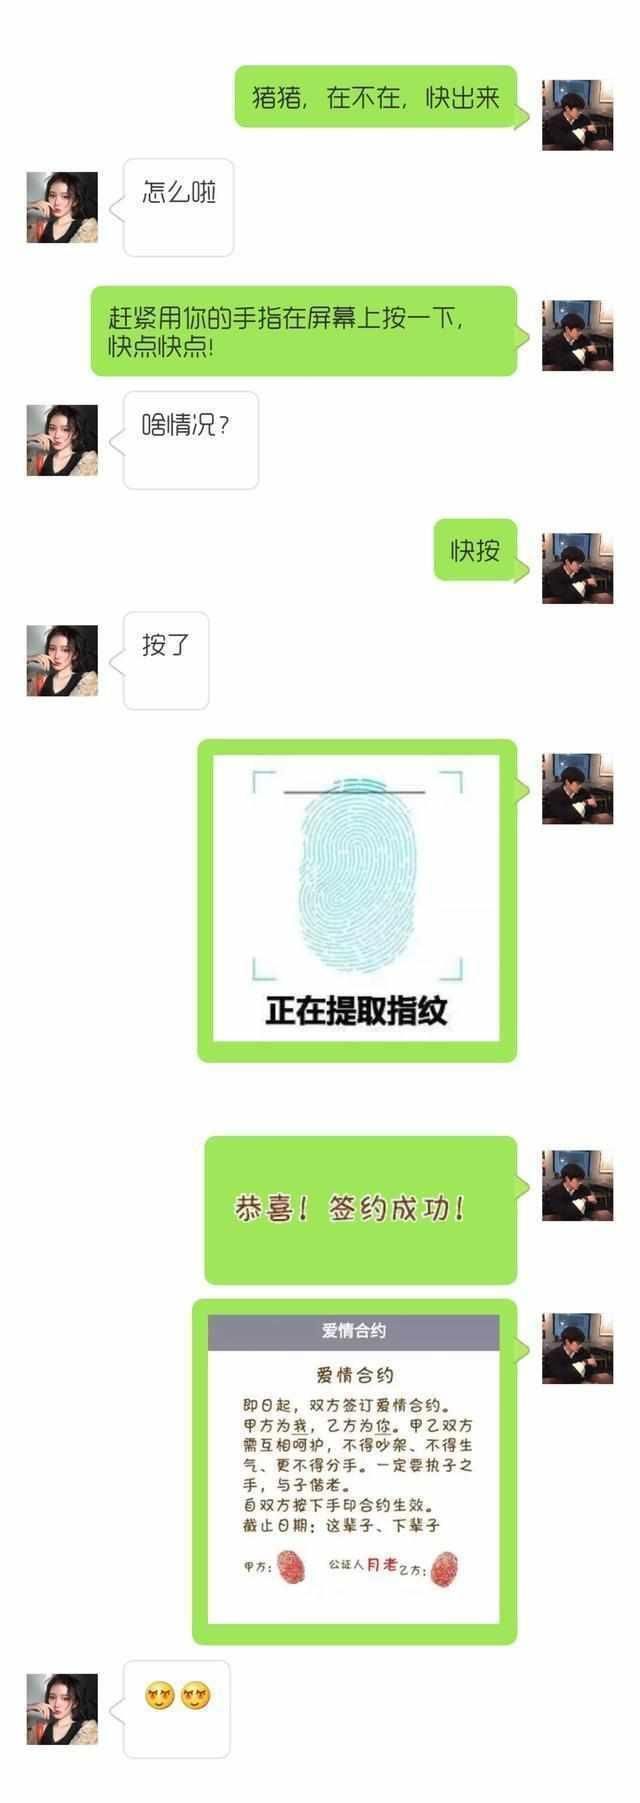 猪猪，在不在，快出来
怎么啦
赶紧用你的手指在屏幕上按一下，
快点快点!
啥情况？
快按
按了
正在提取指纹
恭喜！签约成功！
爱情合约
爱情合约
即日起，双方签订爱情合约。
甲方为我，乙方为你。甲乙双方
需互相呵护，不得吵架、不得生
气、更不得分手。一定要执子之
手，与子偕老。
自双方按下手印合约生效。
截止日期：这辈子、下辈子
甲方： 公证人月老乙方：